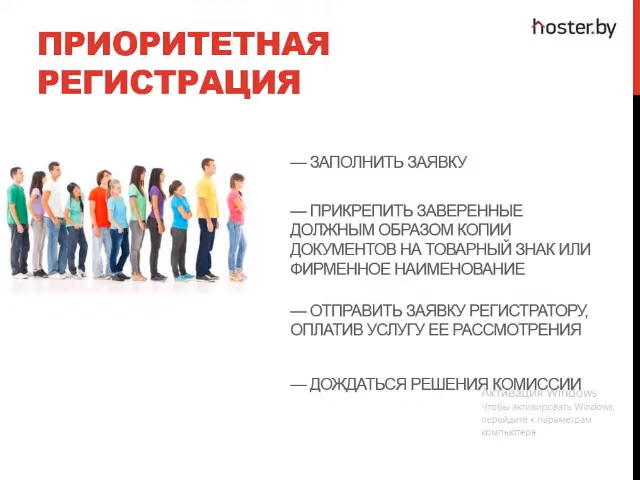 ПРИОРИТЕТНАЯ
РЕГИСТРАЦИЯ
hoster.by
— ЗАПОЛНИТЬ ЗАЯВКУ
— ПРИКРЕПИТЬ ЗАВЕРЕННЫЕ
ДОЛЖНЫМ ОБРАЗОМ КОПИИ
ДОКУМЕНТОВ НА ТОВАРНЫЙ ЗНАК ИЛИ
ФИРМЕННОЕ НАИМЕНОВАНИЕ
— ОТПРАВИТЬ ЗАЯВКУ РЕГИСТРАТОРУ,
ОПЛАТИВ УСЛУГУ ЕЕ РАССМОТРЕНИЯ
— ДОЖДАТЬСЯ РЕШЕНИЯ КОМИССИИ
Активация Windows
Чтобы активировать Windows,
перейдите к параметрам
компьютера